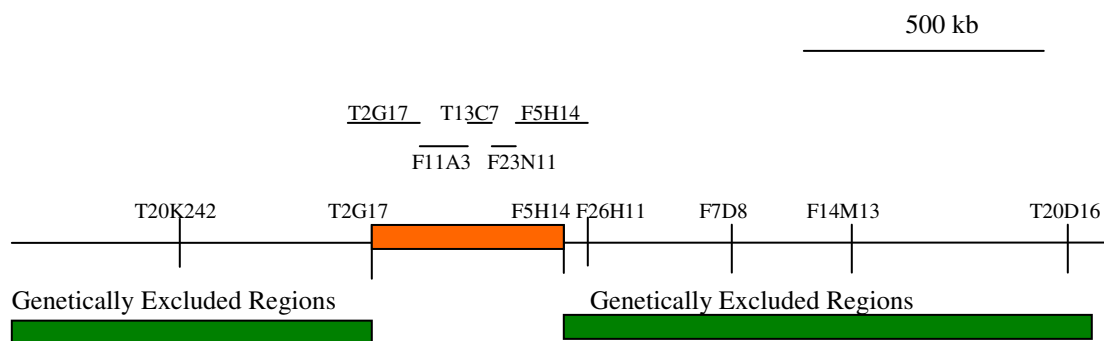 500 kb
T2G17 T13C7 F5H14
F11A3 F23N11
T20K242 T2G17 F5H14 F26H11 F7D8 F14M13 T20D16
Genetically Excluded Regions Genetically Excluded Regions